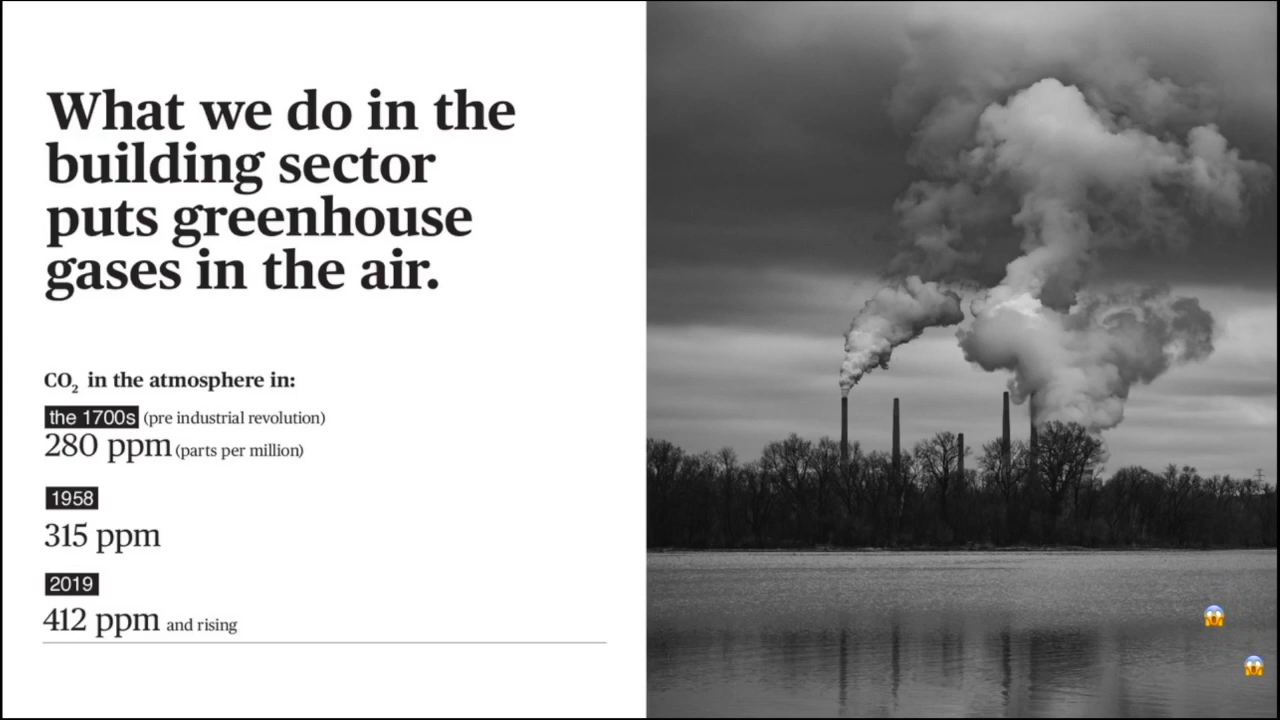 What we do in the
building sector
puts greenhouse
gases in the air.
CO₂ in the atmosphere in:
the 1700s (pre industrial revolution)
280 ppm (parts per million)
1958
315 ppm
2019
412 ppm and rising